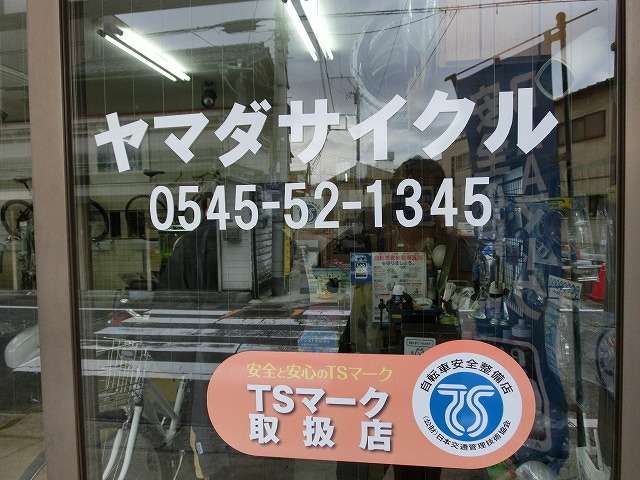 ヤマダサイクル
0545-52-1345
安全と安心のTSマーク
TSマーク
取扱店
自転車安全整備店
TS
(公財)日本交通管理技術協会